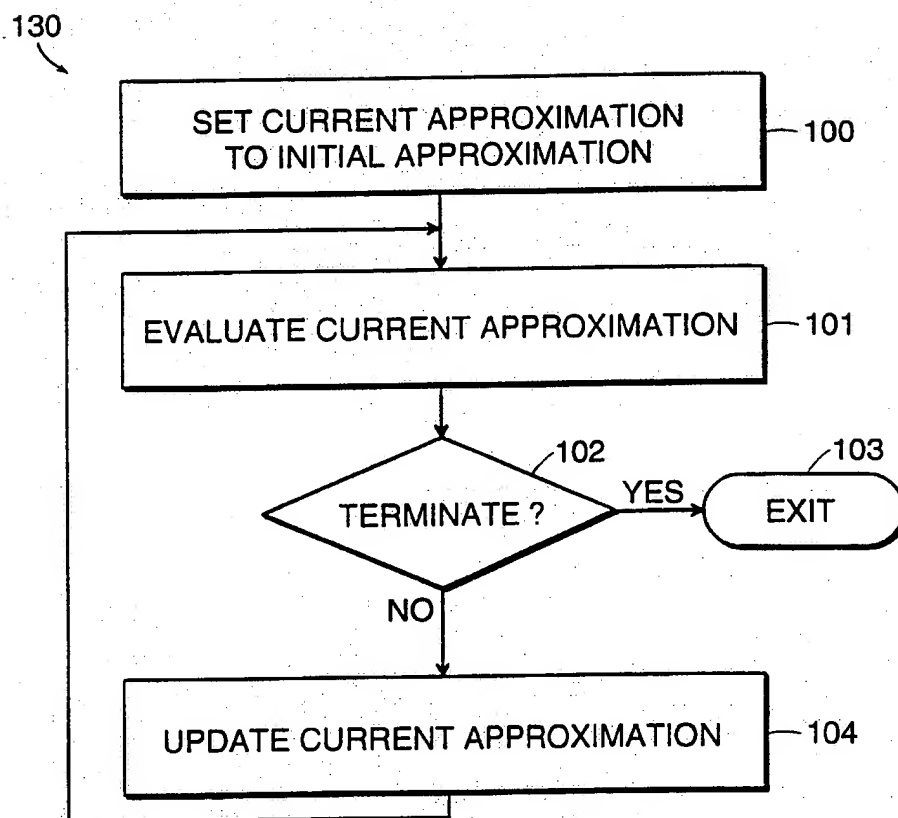 130
SET CURRENT APPROXIMATION
TO INITIAL APPROXIMATION
100
EVALUATE CURRENT APPROXIMATION
101
102
103
TERMINATE ?
YES
EXIT
NO
UPDATE CURRENT APPROXIMATION
104